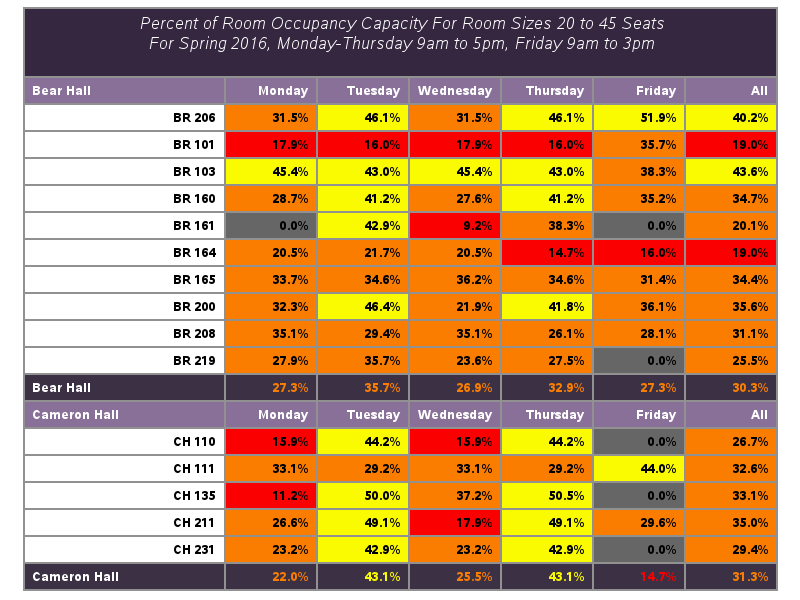 Percent of Room Occupancy Capacity For Room Sizes 20 to 45 Seats
For Spring 2016, Monday-Thursday 9am to 5pm, Friday 9am to 3pm
Bear Hall Monday Tuesday Wednesday Thursday Friday All
BR 206 31.5% 46.1% 31.5% 46.1% 51.9% 40.2%
BR 101 17.9% 16.0% 17.9% 16.0% 35.7% 19.0%
BR 103 45.4% 43.0% 45.4% 43.0% 38.3% 43.6%
BR 160 28.7% 41.2% 27.6% 41.2% 35.2% 34.7%
BR 161 0.0% 42.9% 9.2% 38.3% 0.0% 20.1%
BR 164 20.5% 21.7% 20.5% 14.7% 16.0% 19.0%
BR 165 33.7% 34.6% 36.2% 34.6% 31.4% 34.4%
BR 200 32.3% 46.4% 21.9% 41.8% 36.1% 35.6%
BR 208 35.1% 29.4% 35.1% 26.1% 28.1% 31.1%
BR 219 27.9% 35.7% 23.6% 27.5% 0.0% 25.5%
Bear Hall 27.3% 35.7% 26.9% 32.9% 27.3% 30.3%
Cameron Hall Monday Tuesday Wednesday Thursday Friday All
CH 110 15.9% 44.2% 15.9% 44.2% 0.0% 26.7%
CH 111 33.1% 29.2% 33.1% 29.2% 44.0% 32.6%
CH 135 11.2% 50.0% 37.2% 50.5% 0.0% 33.1%
CH 211 26.6% 49.1% 17.9% 49.1% 29.6% 35.0%
CH 231 23.2% 42.9% 23.2% 42.9% 0.0% 29.4%
Cameron Hall 22.0% 43.1% 25.5% 43.1% 14.7% 31.3%